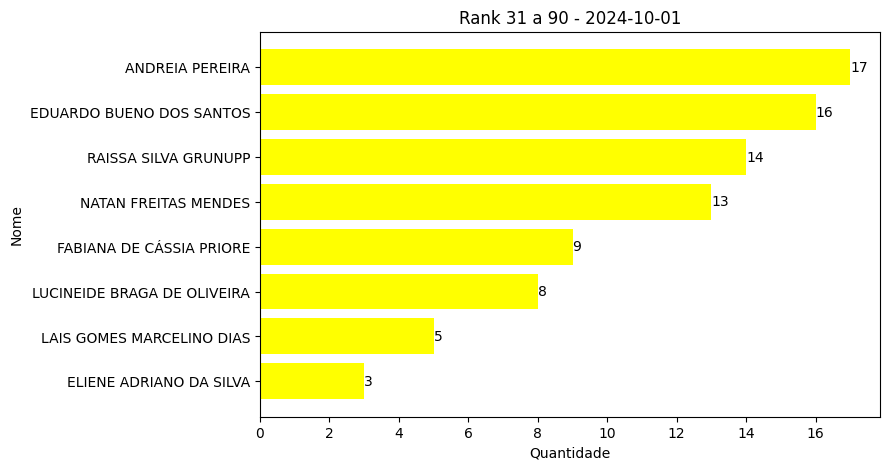 Rank 31 a 90 - 2024-10-01
Nome
ANDREIA PEREIRA 17
EDUARDO BUENO DOS SANTOS 16
RAISSA SILVA GRUNUPP 14
NATAN FREITAS MENDES 13
FABIANA DE CÁSSIA PRIORE 9
LUCINEIDE BRAGA DE OLIVEIRA 8
LAIS GOMES MARCELINO DIAS 5
ELIENE ADRIANO DA SILVA 3
0 2 4 6 8 10 12 14 16
Quantidade